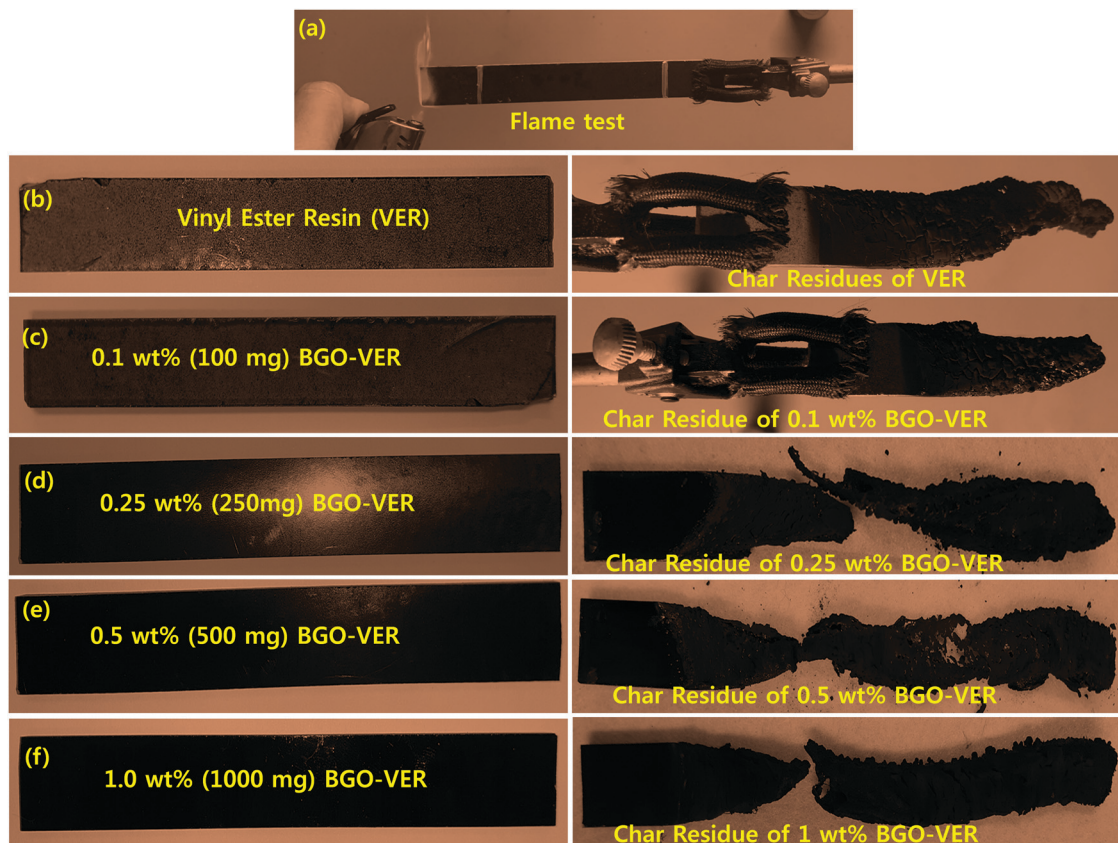 (a)
Flame test
(b)
Vinyl Ester Resin (VER)
Char Residues of VER
(c)
0.1 wt% (100 mg) BGO-VER
Char Residue of 0.1 wt% BGO-VER
(d)
0.25 wt% (250mg) BGO-VER
Char Residue of 0.25 wt% BGO-VER
(e)
0.5 wt% (500 mg) BGO-VER
Char Residue of 0.5 wt% BGO-VER
(f)
1.0 wt% (1000 mg) BGO-VER
Char Residue of 1 wt% BGO-VER